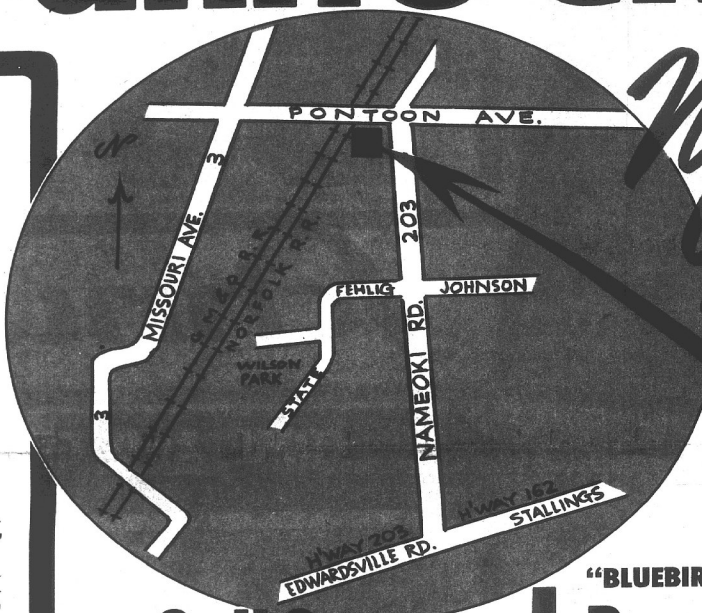 PONTOON AVE.
N
3
MISSOURI AVE.
203
G M & O R.R.
NORFOLK R.R.
FEHLIG
JOHNSON
NAMEOKI RD.
WILSON
PARK
STATE
3
H'WAY 162
STALLINGS
H'WAY 203
EDWARDSVILLE RD.
"BLUEBIR